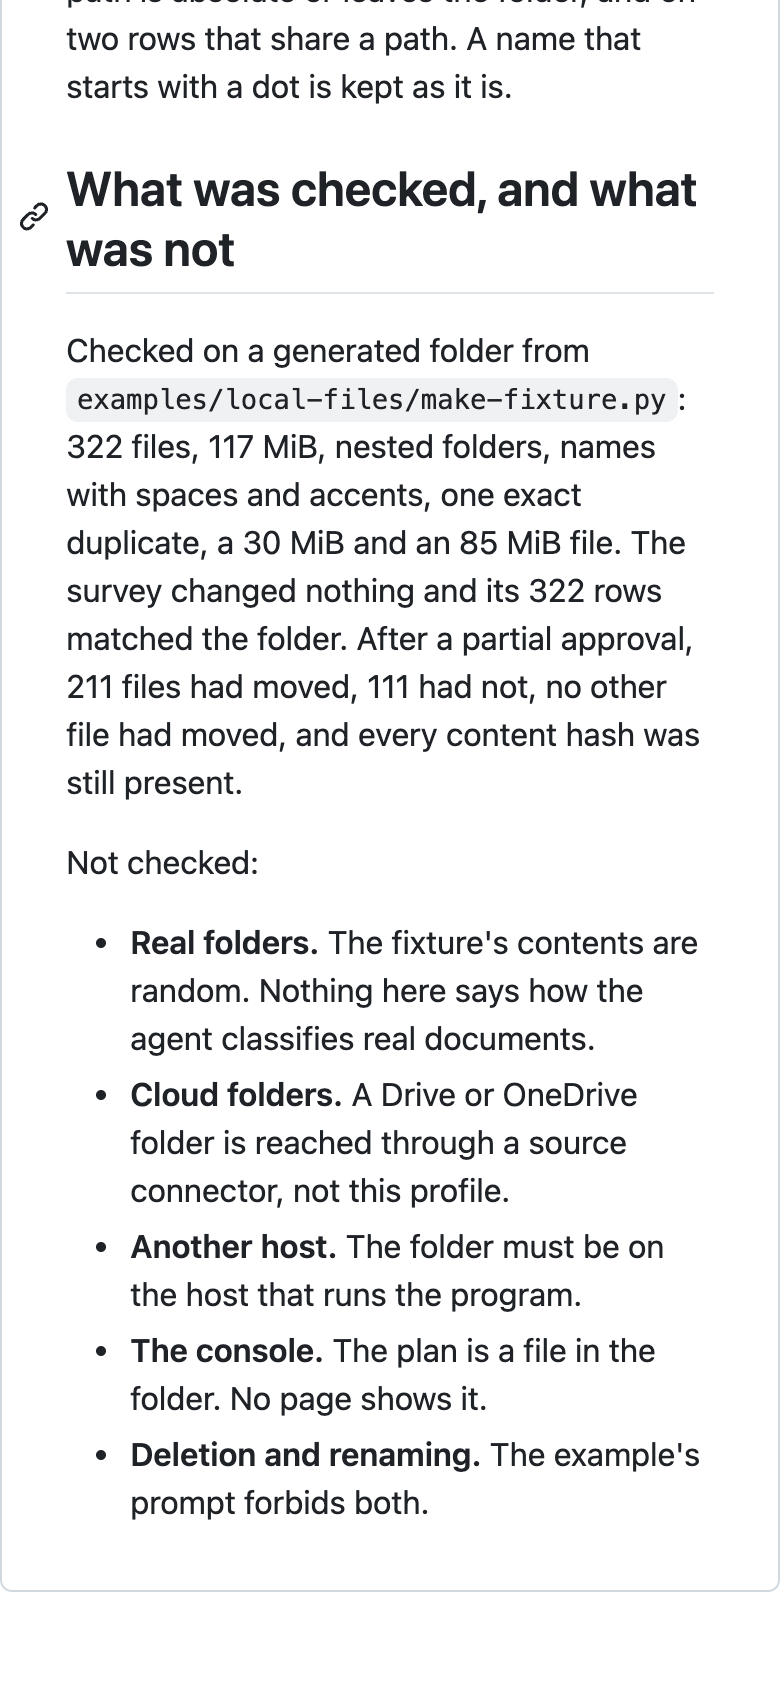 two rows that share a path. A name that
starts with a dot is kept as it is.
What was checked, and what
was not
Checked on a generated folder from
examples/local-files/make-fixture.py:
322 files, 117 MiB, nested folders, names
with spaces and accents, one exact
duplicate, a 30 MiB and an 85 MiB file. The
survey changed nothing and its 322 rows
matched the folder. After a partial approval,
211 files had moved, 111 had not, no other
file had moved, and every content hash was
still present.
Not checked:
• Real folders. The fixture's contents are
random. Nothing here says how the
agent classifies real documents.
• Cloud folders. A Drive or OneDrive
folder is reached through a source
connector, not this profile.
• Another host. The folder must be on
the host that runs the program.
• The console. The plan is a file in the
folder. No page shows it.
• Deletion and renaming. The example's
prompt forbids both.